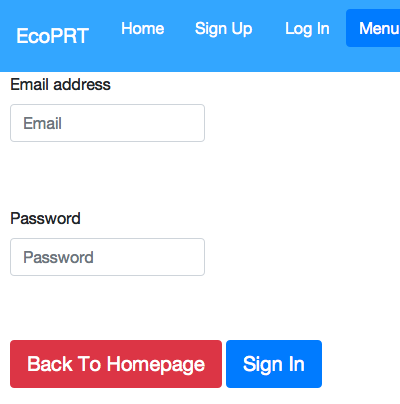 EcoPRT Home Sign Up Log In Menu
Email address
Email
Password
Password
Back To Homepage Sign In